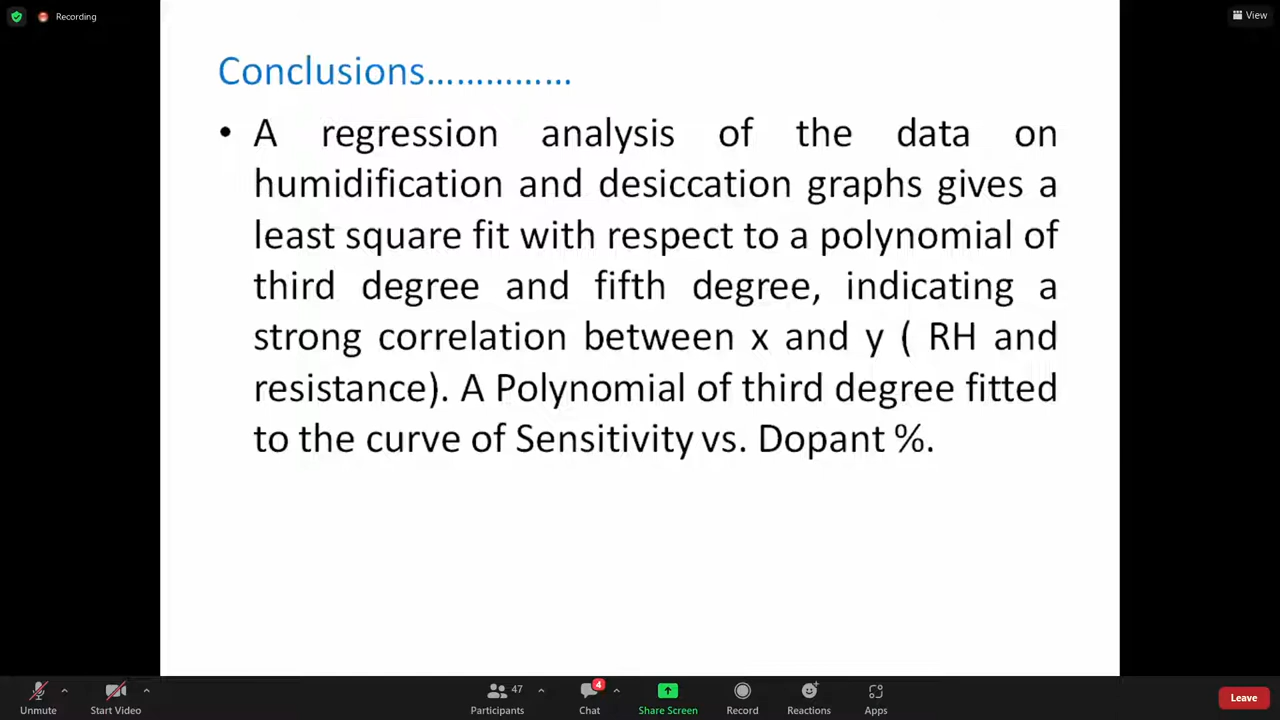 Recording
View
Conclusions……………
• A regression analysis of the data on
humidification and desiccation graphs gives a
least square fit with respect to a polynomial of
third degree and fifth degree, indicating a
strong correlation between x and y ( RH and
resistance). A Polynomial of third degree fitted
to the curve of Sensitivity vs. Dopant %.
47
4
Unmute
Start Video
Participants
Chat
Share Screen
Record
Reactions
Apps
Leave